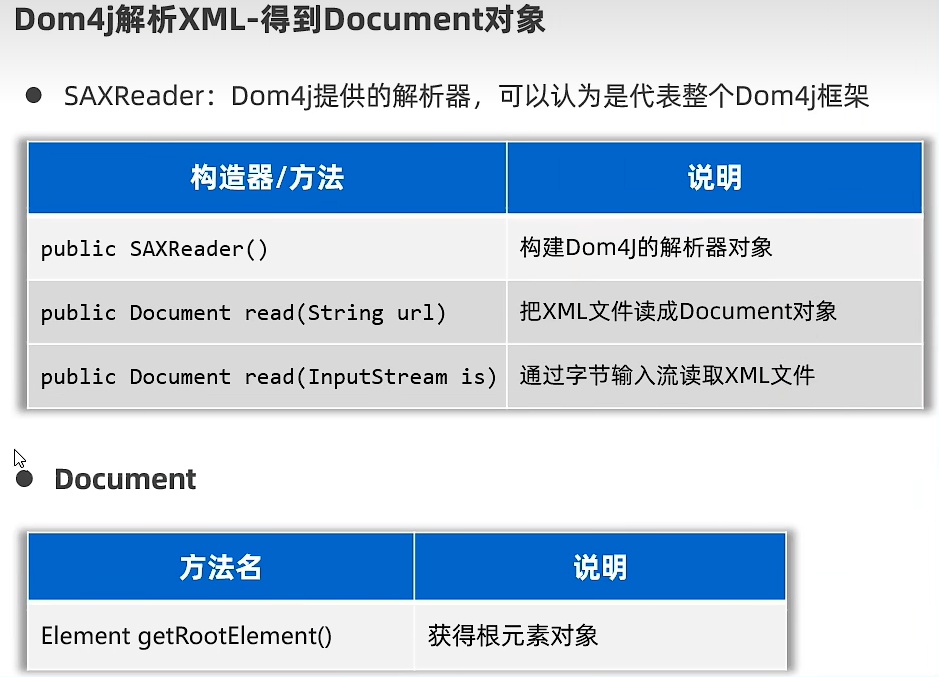 Dom4j解析XML-得到Document对象
● SAXReader：Dom4j提供的解析器，可以认为是代表整个Dom4j框架
构造器/方法 说明
public SAXReader() 构建Dom4J的解析器对象
public Document read(String url) 把XML文件读成Document对象
public Document read(InputStream is) 通过字节输入流读取XML文件
● Document
方法名 说明
Element getRootElement() 获得根元素对象